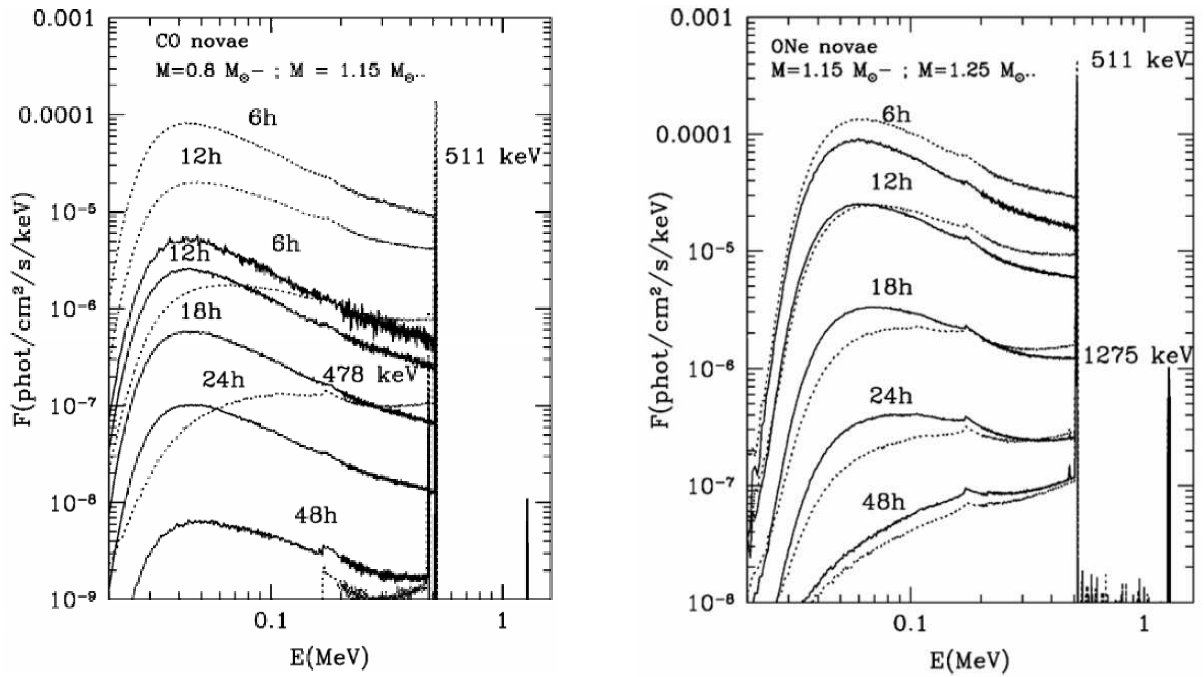 CO novae
M=0.8 M⊙− ; M = 1.15 M⊙..
6h
12h
6h
12h
18h
24h
48h
511 keV
478 keV
0.001
0.0001
10⁻⁵
10⁻⁶
10⁻⁷
10⁻⁸
10⁻⁹
F(phot/cm²/s/keV)
0.1
1
E(MeV)
ONe novae
M=1.15 M⊙− ; M=1.25 M⊙..
6h
12h
18h
24h
48h
511 keV
1275 keV
0.001
0.0001
10⁻⁵
10⁻⁶
10⁻⁷
10⁻⁸
F(phot/cm²/s/keV)
0.1
1
E(MeV)